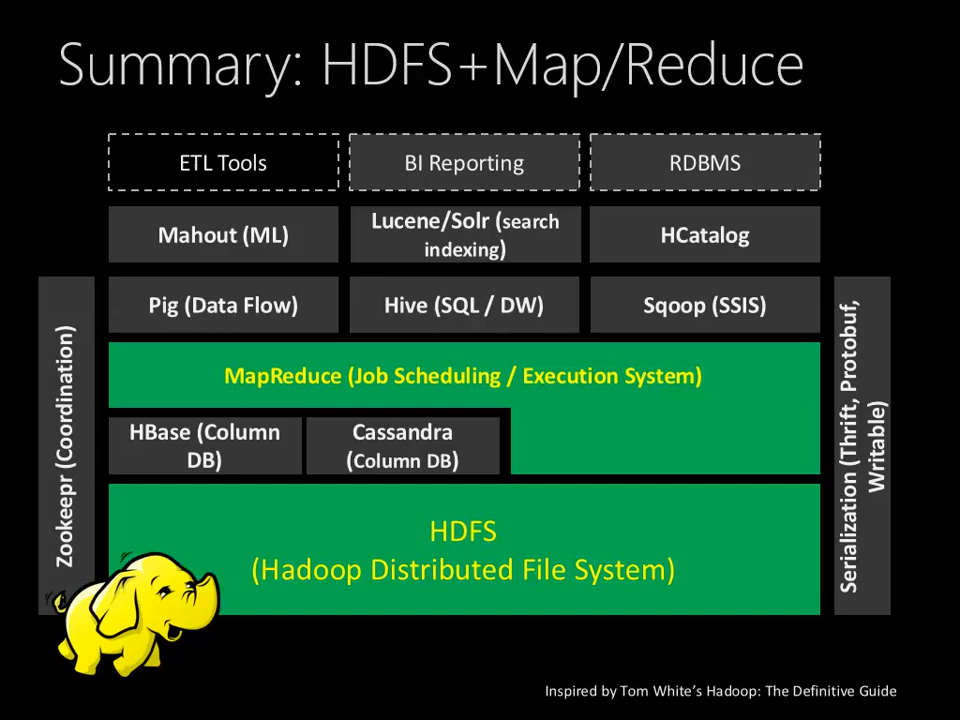 Summary: HDFS+Map/Reduce
ETL Tools
BI Reporting
RDBMS
Mahout (ML)
Lucene/Solr (search
indexing)
HCatalog
Pig (Data Flow)
Hive (SQL / DW)
Sqoop (SSIS)
Zookeepr (Coordination)
MapReduce (Job Scheduling / Execution System)
HBase (Column
DB)
Cassandra
(Column DB)
HDFS
(Hadoop Distributed File System)
Serialization (Thrift, Protobuf,
Writable)
Inspired by Tom White's Hadoop: The Definitive Guide